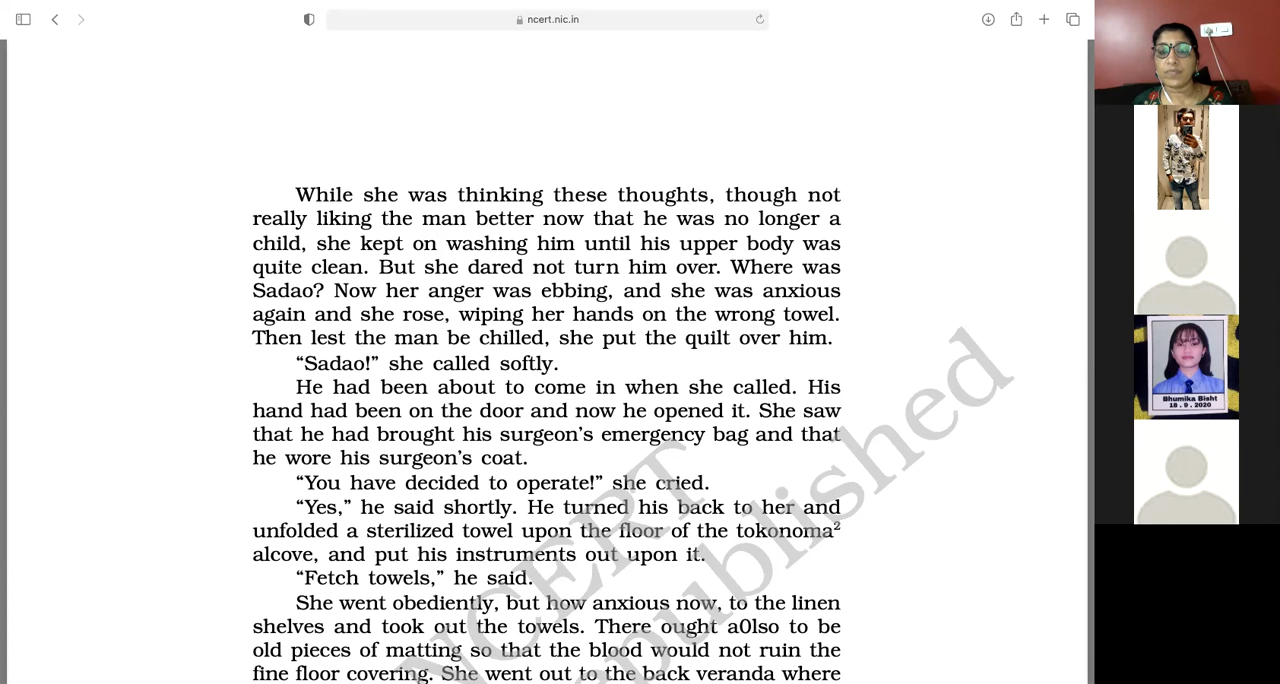 ncert.nic.in
While she was thinking these thoughts, though not
really liking the man better now that he was no longer a
child, she kept on washing him until his upper body was
quite clean. But she dared not turn him over. Where was
Sadao? Now her anger was ebbing, and she was anxious
again and she rose, wiping her hands on the wrong towel.
Then lest the man be chilled, she put the quilt over him.
“Sadao!” she called softly.
He had been about to come in when she called. His
hand had been on the door and now he opened it. She saw
that he had brought his surgeon’s emergency bag and that
he wore his surgeon’s coat.
“You have decided to operate!” she cried.
“Yes,” he said shortly. He turned his back to her and
unfolded a sterilized towel upon the floor of the tokonoma²
alcove, and put his instruments out upon it.
“Fetch towels,” he said.
She went obediently, but how anxious now, to the linen
shelves and took out the towels. There ought a0lso to be
old pieces of matting so that the blood would not ruin the
fine floor covering. She went out to the back veranda where
NCERT
republished
Bhumika Bisht
18 . 9 . 2020